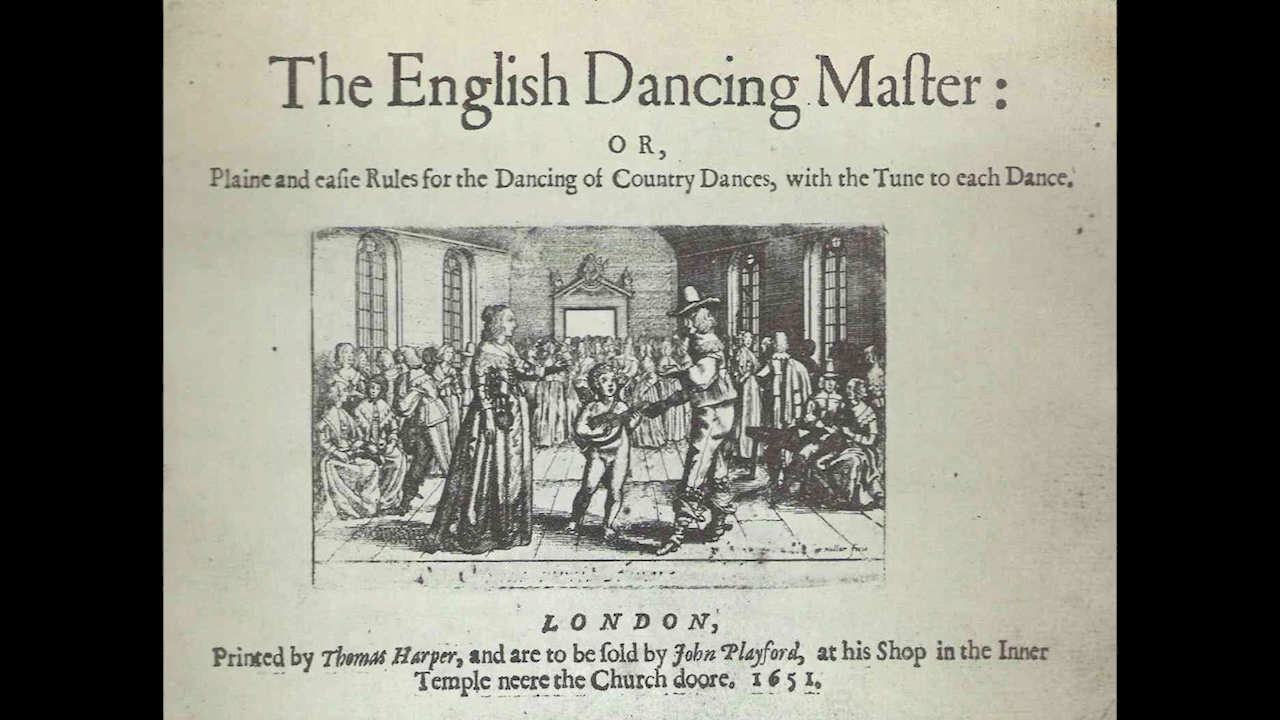 The English Dancing Maſter:
OR,
Plaine and eaſie Rules for the Dancing of Country Dances, with the Tune to each Dance.
LONDON,
Printed by Thomas Harper, and are to be ſold by John Playford, at his Shop in the Inner
Temple neere the Church doore. 1651.